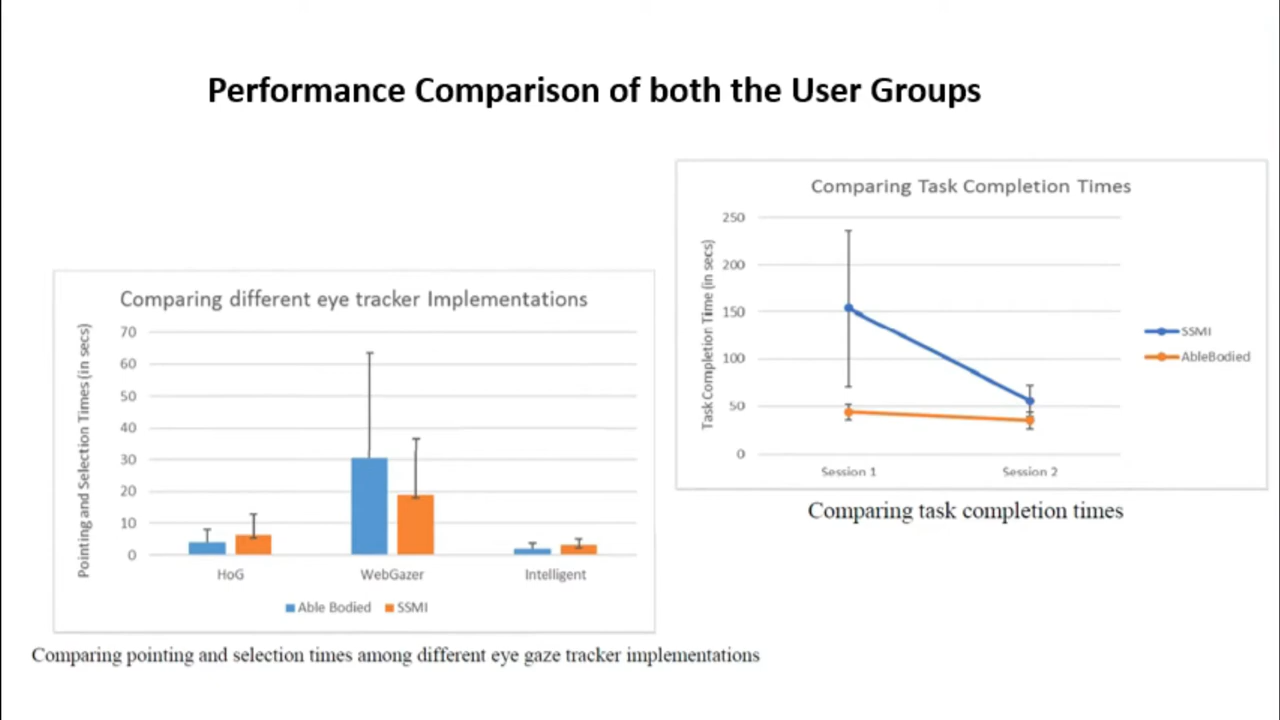 Performance Comparison of both the User Groups
Comparing different eye tracker Implementations
Pointing and Selection Times (in secs)
70
60
50
40
30
20
10
0
HoG WebGazer Intelligent
Able Bodied SSMI
Comparing pointing and selection times among different eye gaze tracker implementations
Comparing Task Completion Times
Task Completion Time (in secs)
250
200
150
100
50
0
Session 1 Session 2
SSMI
AbleBodied
Comparing task completion times